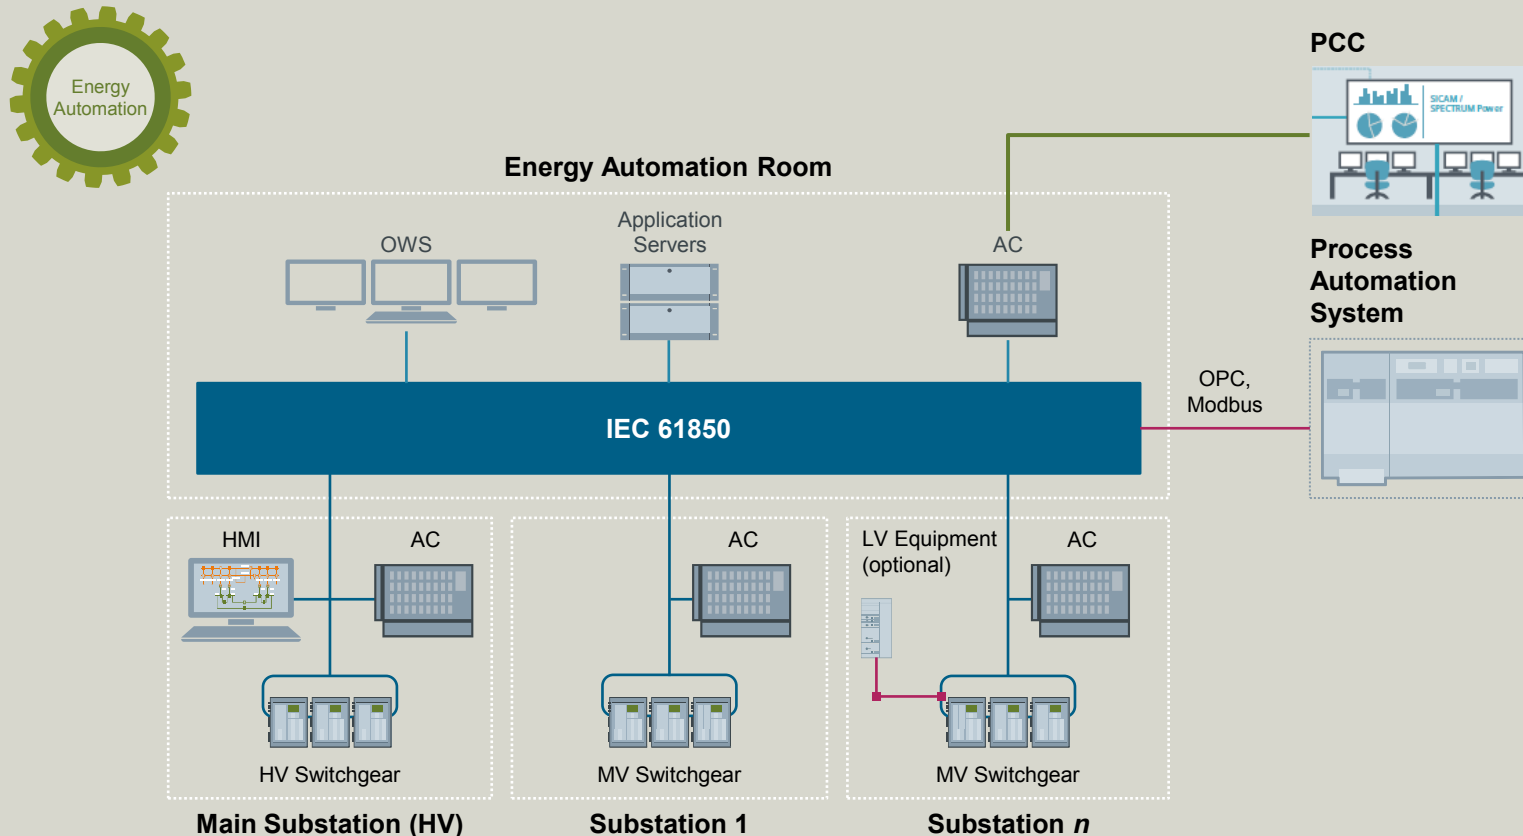 Energy
Automation
PCC
SICAM /
SPECTRUM Power
Energy Automation Room
OWS
Application
Servers
AC
Process
Automation
System
OPC,
Modbus
IEC 61850
HMI
AC
AC
LV Equipment
(optional)
AC
HV Switchgear
MV Switchgear
MV Switchgear
Main Substation (HV)
Substation 1
Substation n